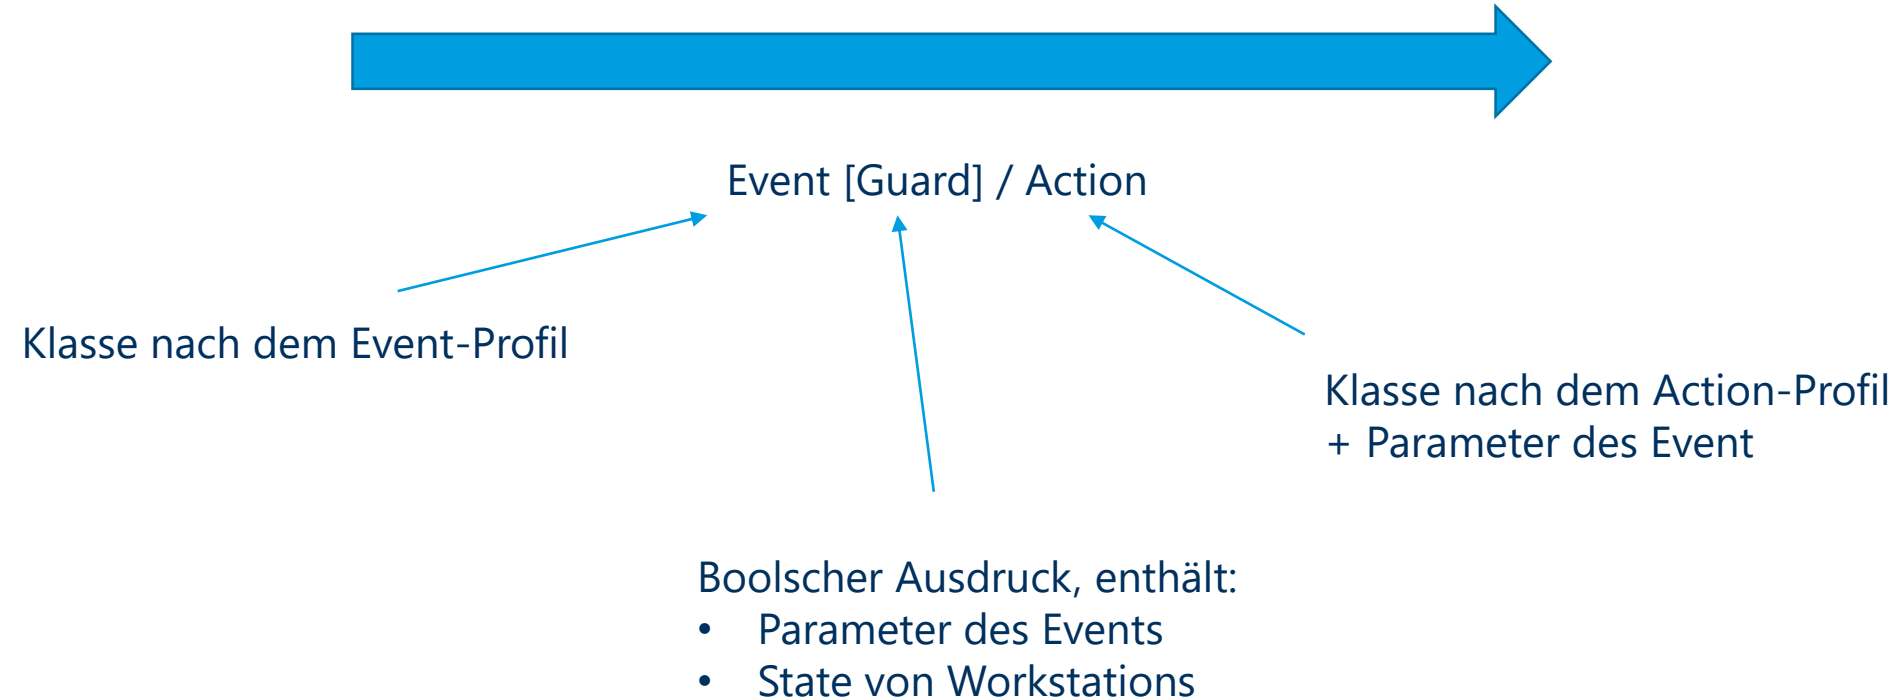 Event [Guard] / Action
Klasse nach dem Event-Profil
Klasse nach dem Action-Profil
+ Parameter des Event
Boolscher Ausdruck, enthält:
• Parameter des Events
• State von Workstations